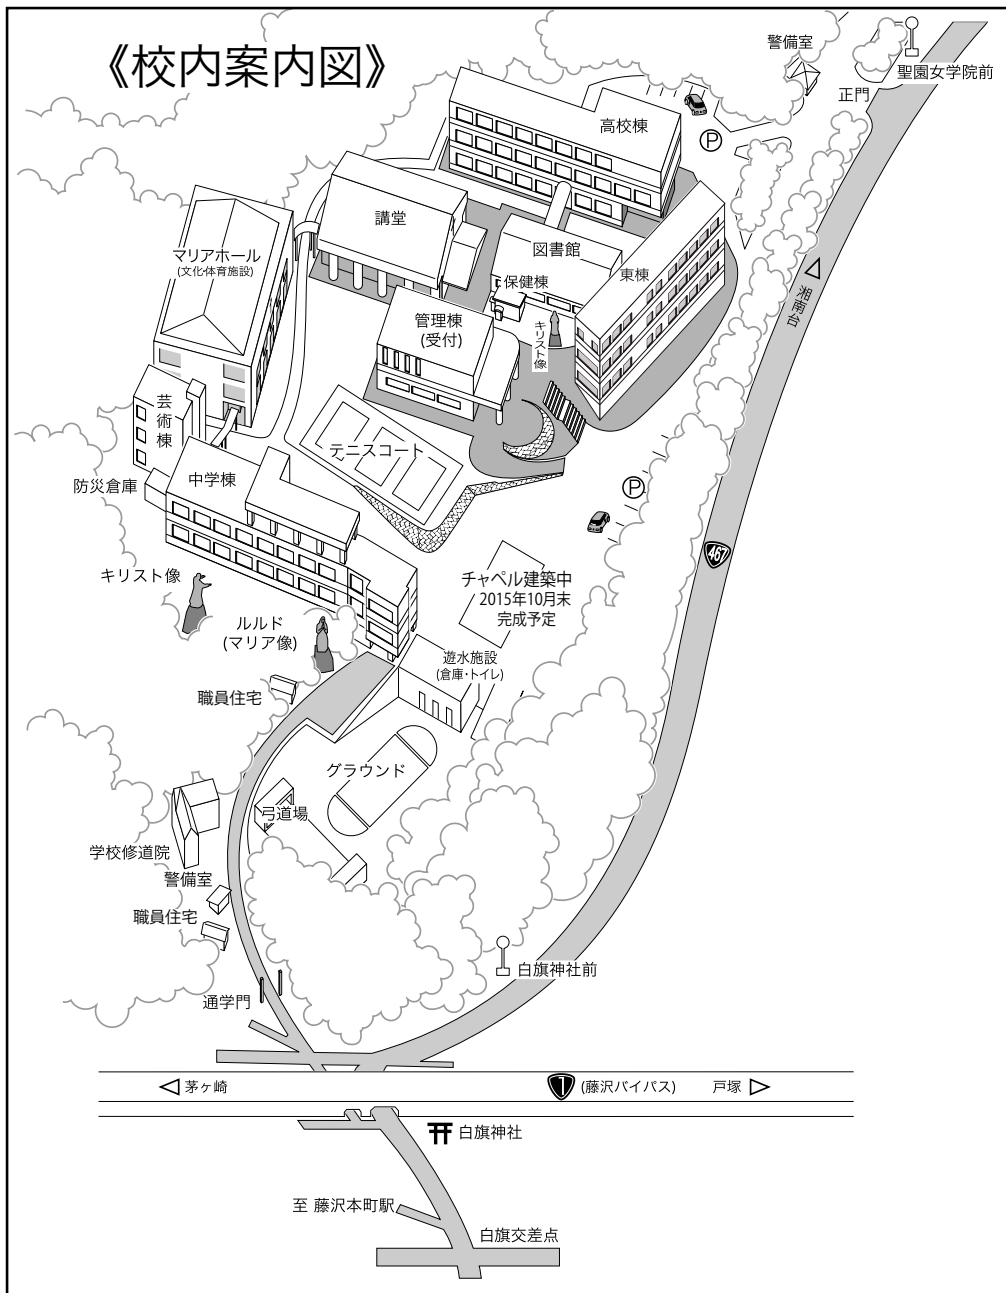 《校内案内図》
警備室
聖園女学院前
正門
高校棟
P
講堂
図書館
マリアホール
(文化・体育施設)
保健棟
東棟
湘南台
管理棟
(受付)
キリスト像
芸術棟
テニスコート
中学棟
防災倉庫
P
467
キリスト像
チャペル建築中
2015年10月末
完成予定
ルルド
(マリア像)
遊水施設
(倉庫・トイレ)
職員住宅
グラウンド
弓道場
学校修道院
警備室
職員住宅
白旗神社前
通学門
茅ヶ崎
1
(藤沢バイパス)
戸塚
白旗神社
至 藤沢本町駅
白旗交差点